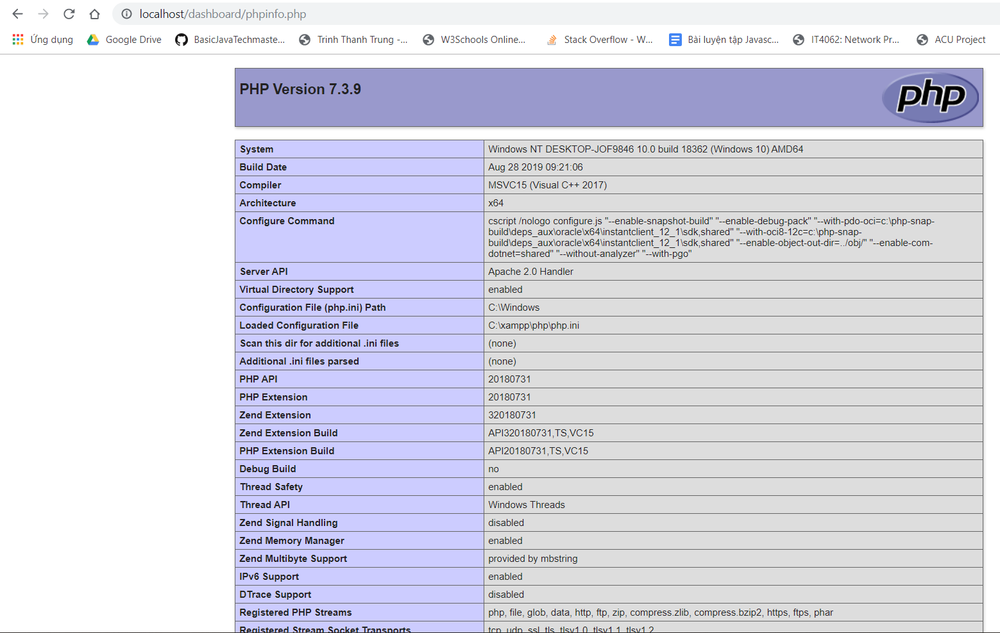 localhost/dashboard/phpinfo.php
Ứng dụng Google Drive BasicJavaTechmaste... Trinh Thanh Trung -... W3Schools Online... Stack Overflow - W... Bài luyện tập Javasc... IT4062: Network Pr... ACU Project
PHP Version 7.3.9
php
System Windows NT DESKTOP-JOF9846 10.0 build 18362 (Windows 10) AMD64
Build Date Aug 28 2019 09:21:06
Compiler MSVC15 (Visual C++ 2017)
Architecture x64
Configure Command cscript /nologo configure.js "--enable-snapshot-build" "--enable-debug-pack" "--with-pdo-oci=c:\php-snap-
build\deps_aux\oracle\x64\instantclient_12_1\sdk,shared" "--with-oci8-12c=c:\php-snap-
build\deps_aux\oracle\x64\instantclient_12_1\sdk,shared" "--enable-object-out-dir=../obj/" "--enable-com-
dotnet=shared" "--without-analyzer" "--with-pgo"
Server API Apache 2.0 Handler
Virtual Directory Support enabled
Configuration File (php.ini) Path C:\Windows
Loaded Configuration File C:\xampp\php\php.ini
Scan this dir for additional .ini files (none)
Additional .ini files parsed (none)
PHP API 20180731
PHP Extension 20180731
Zend Extension 320180731
Zend Extension Build API320180731,TS,VC15
PHP Extension Build API20180731,TS,VC15
Debug Build no
Thread Safety enabled
Thread API Windows Threads
Zend Signal Handling disabled
Zend Memory Manager enabled
Zend Multibyte Support provided by mbstring
IPv6 Support enabled
DTrace Support disabled
Registered PHP Streams php, file, glob, data, http, ftp, zip, compress.zlib, compress.bzip2, https, ftps, phar
Registered Stream Socket Transports tcp, udp, ssl, tls, tlsv1.0, tlsv1.1, tlsv1.2